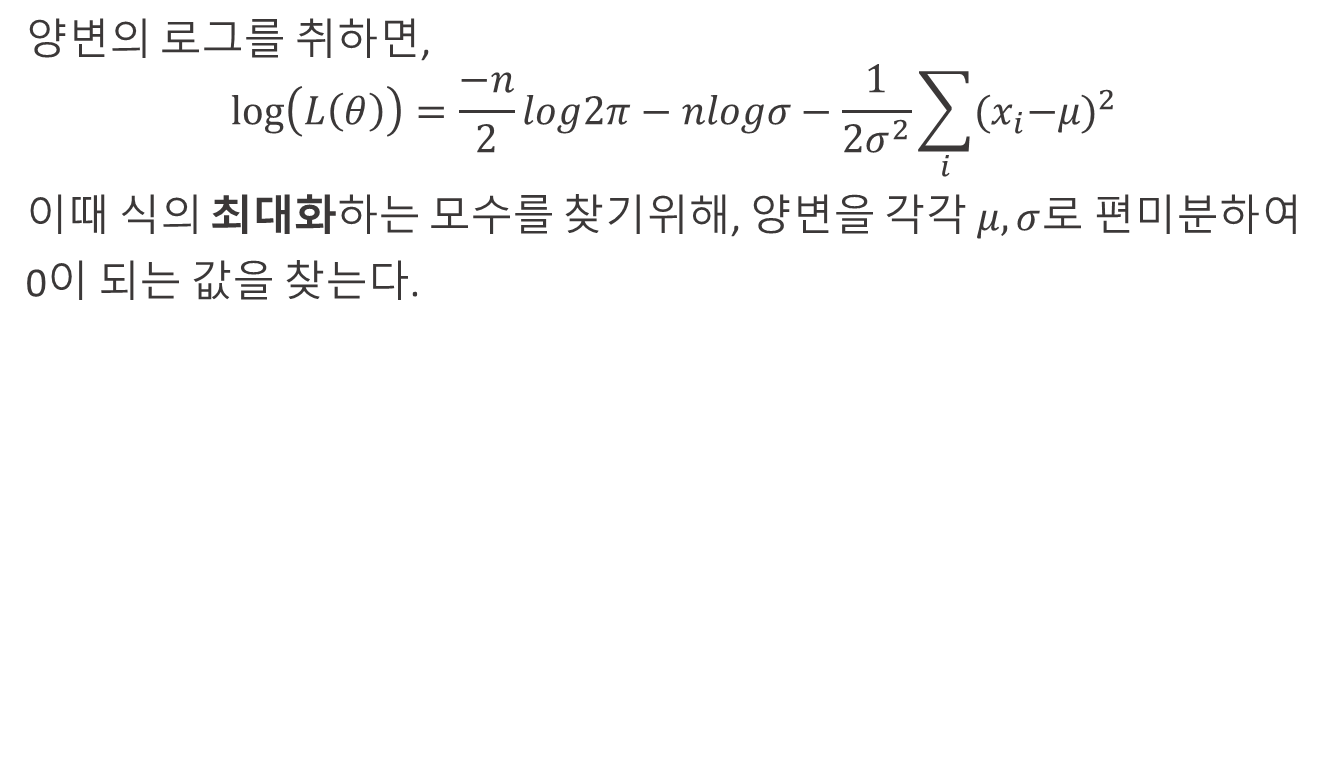 양변의 로그를 취하면,
log(L(θ)) = −n/2 log2π − nlogσ − 1/2σ² ∑ᵢ(xᵢ−μ)²
이때 식의 최대화하는 모수를 찾기위해, 양변을 각각 μ, σ로 편미분하여
0이 되는 값을 찾는다.